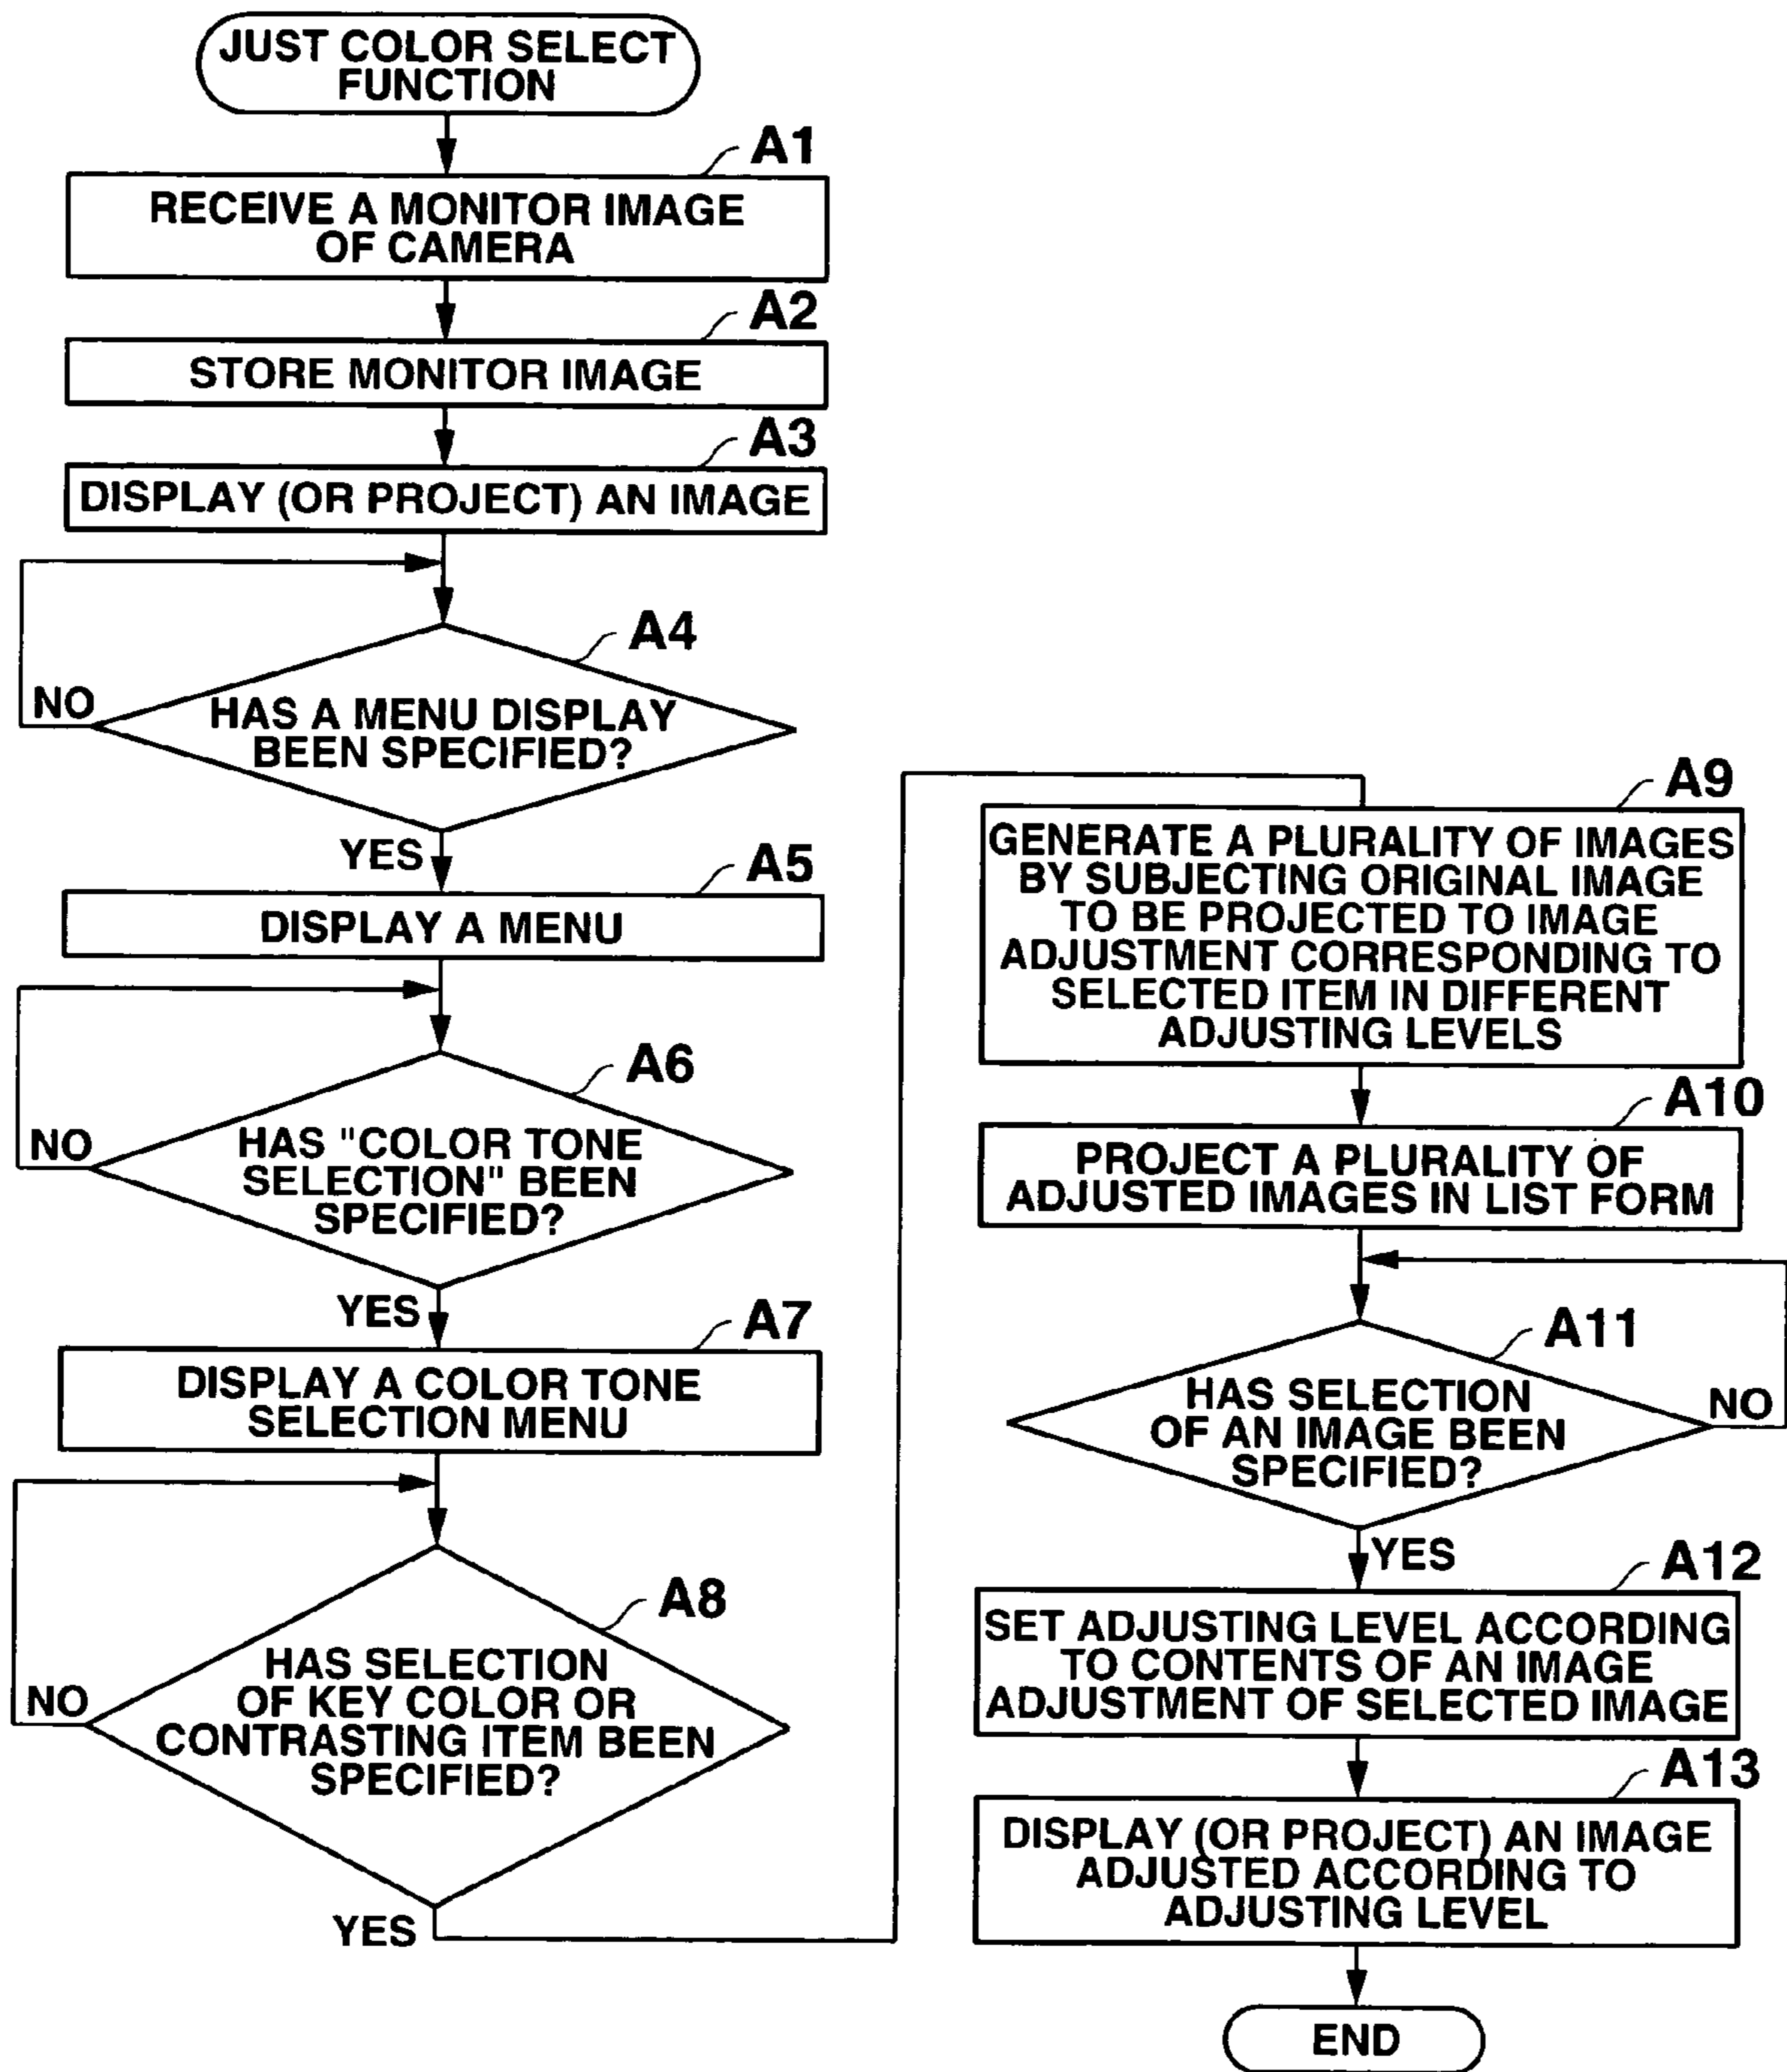 JUST COLOR SELECT
FUNCTION
A1
RECEIVE A MONITOR IMAGE
OF CAMERA
A2
STORE MONITOR IMAGE
A3
DISPLAY (OR PROJECT) AN IMAGE
A4
HAS A MENU DISPLAY
BEEN SPECIFIED?
NO
YES
A5
DISPLAY A MENU
A6
HAS "COLOR TONE
SELECTION" BEEN
SPECIFIED?
NO
YES
A7
DISPLAY A COLOR TONE
SELECTION MENU
A8
HAS SELECTION
OF KEY COLOR OR
CONTRASTING ITEM BEEN
SPECIFIED?
NO
YES
A9
GENERATE A PLURALITY OF IMAGES
BY SUBJECTING ORIGINAL IMAGE
TO BE PROJECTED TO IMAGE
ADJUSTMENT CORRESPONDING TO
SELECTED ITEM IN DIFFERENT
ADJUSTING LEVELS
A10
PROJECT A PLURALITY OF
ADJUSTED IMAGES IN LIST FORM
A11
HAS SELECTION
OF AN IMAGE BEEN
SPECIFIED?
NO
YES
A12
SET ADJUSTING LEVEL ACCORDING
TO CONTENTS OF AN IMAGE
ADJUSTMENT OF SELECTED IMAGE
A13
DISPLAY (OR PROJECT) AN IMAGE
ADJUSTED ACCORDING TO
ADJUSTING LEVEL
END